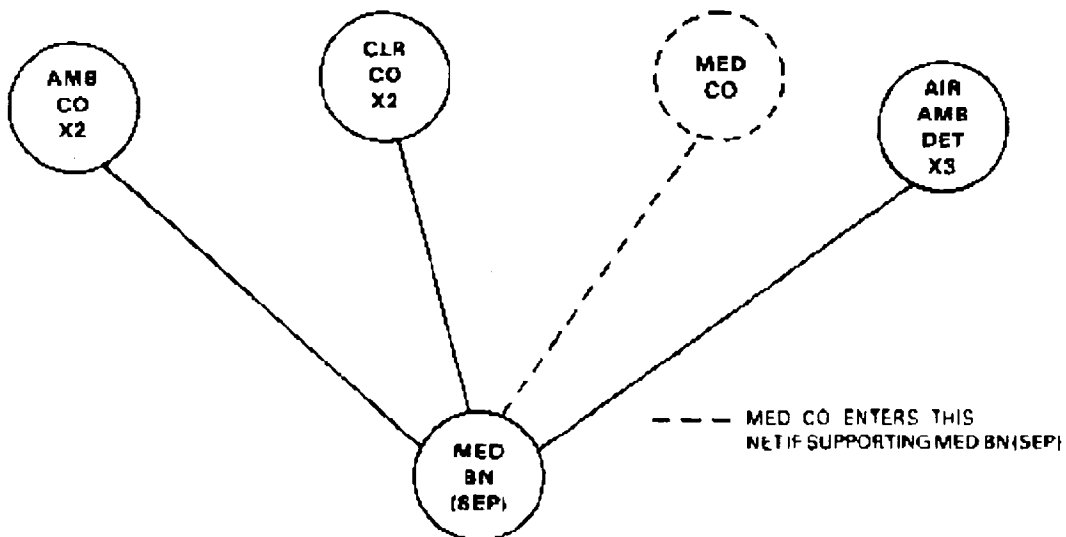 AMB
CO
X2
CLR
CO
X2
MED
CO
AIR
AMB
DET
X3
MED
BN
(SEP)
— — — MED CO ENTERS THIS
NET IF SUPPORTING MED BN (SEP)